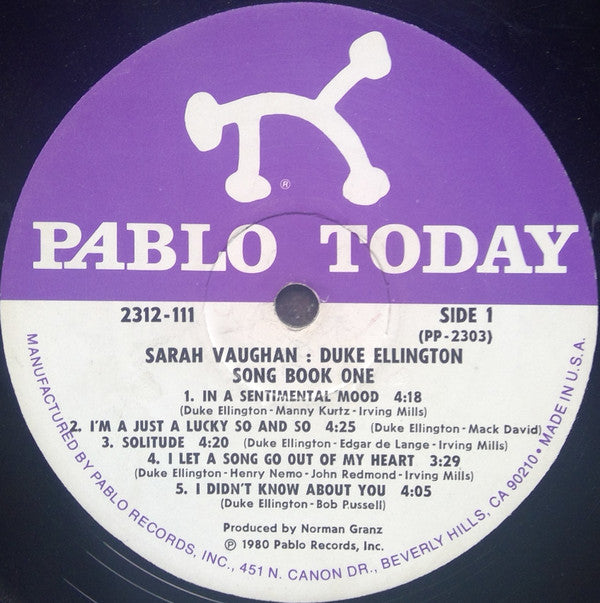 ®
PABLO TODAY
2312-111
SIDE 1
(PP-2303)
SARAH VAUGHAN : DUKE ELLINGTON
SONG BOOK ONE
1. IN A SENTIMENTAL MOOD 4:18
(Duke Ellington-Manny Kurtz-Irving Mills)
2. I'M A JUST A LUCKY SO AND SO 4:25 (Duke Ellington-Mack David)
3. SOLITUDE 4:20 (Duke Ellington-Edgar de Lange-Irving Mills)
4. I LET A SONG GO OUT OF MY HEART 3:29
(Duke Ellington-Henry Nemo-John Redmond-Irving Mills)
5. I DIDN'T KNOW ABOUT YOU 4:05
(Duke Ellington-Bob Russell)
Produced by Norman Granz
℗ 1980 Pablo Records, Inc.
MANUFACTURED BY PABLO RECORDS, INC., 451 N. CANON DR., BEVERLY HILLS, CA 90210 • MADE IN U.S.A.